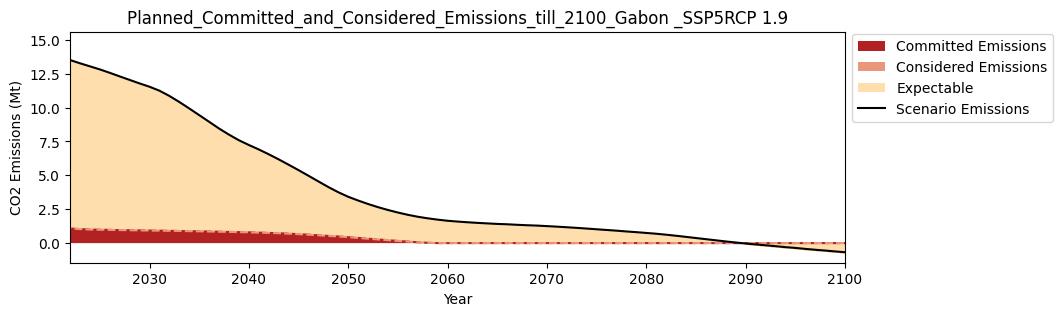 Planned_Committed_and_Considered_Emissions_till_2100_Gabon _SSP5RCP 1.9
CO2 Emissions (Mt)
15.0
12.5
10.0
7.5
5.0
2.5
0.0
2030 2040 2050 2060 2070 2080 2090 2100
Year
Committed Emissions
Considered Emissions
Expectable
Scenario Emissions